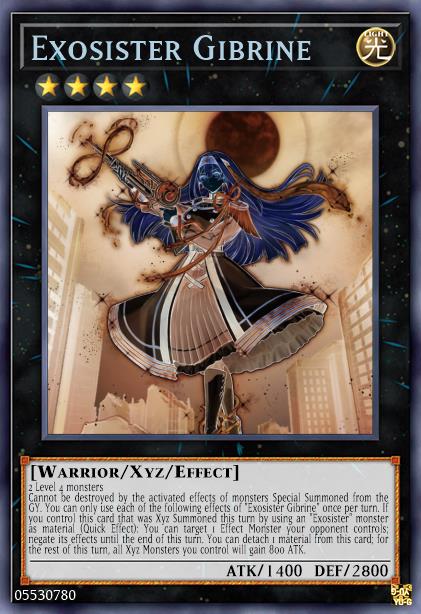 Exosister Gibrine
LIGHT
光
[Warrior/Xyz/Effect]
2 Level 4 monsters
Cannot be destroyed by the activated effects of monsters Special Summoned from the
GY. You can only use each of the following effects of "Exosister Gibrine" once per turn. If
you control this card that was Xyz Summoned this turn by using an "Exosister" monster
as material (Quick Effect): You can target 1 Effect Monster your opponent controls;
negate its effects until the end of this turn. You can detach 1 material from this card; for
the rest of this turn, all Xyz Monsters you control will gain 800 ATK.
ATK/1400 DEF/2800
05530780